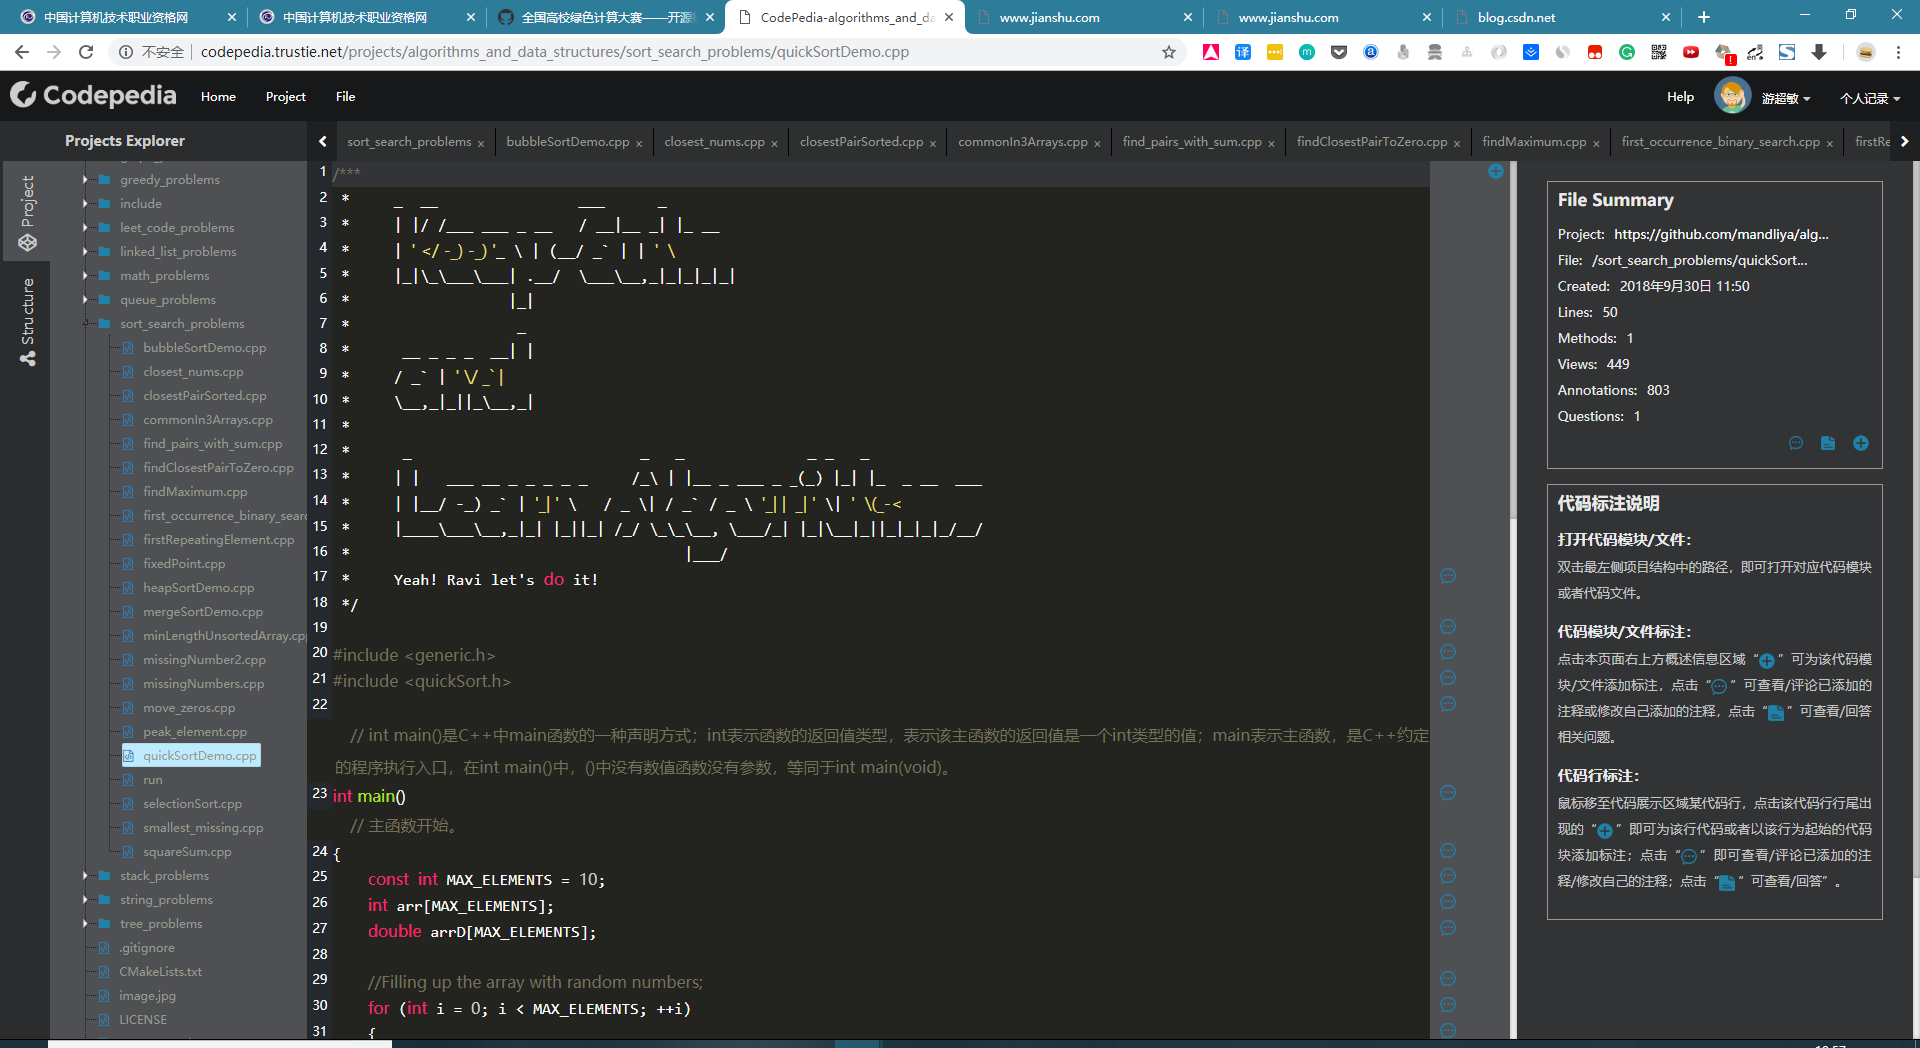 中国计算机技术职业资格网
中国计算机技术职业资格网
全国高校绿色计算大赛——开源
CodePedia-algorithms_and_da
www.jianshu.com
www.jianshu.com
blog.csdn.net
不安全
codepedia.trustie.net/projects/algorithms_and_data_structures/sort_search_problems/quickSortDemo.cpp
Codepedia
Home
Project
File
Help
游超敏
个人记录
Projects Explorer
sort_search_problems ×
bubbleSortDemo.cpp ×
closest_nums.cpp ×
closestPairSorted.cpp ×
commonIn3Arrays.cpp ×
find_pairs_with_sum.cpp ×
findClosestPairToZero.cpp ×
findMaximum.cpp ×
first_occurrence_binary_search.cpp ×
firstRe
Project
Structure
greedy_problems
include
leet_code_problems
linked_list_problems
math_problems
queue_problems
sort_search_problems
bubbleSortDemo.cpp
closest_nums.cpp
closestPairSorted.cpp
commonIn3Arrays.cpp
find_pairs_with_sum.cpp
findClosestPairToZero.cpp
findMaximum.cpp
first_occurrence_binary_searc
firstRepeatingElement.cpp
fixedPoint.cpp
heapSortDemo.cpp
mergeSortDemo.cpp
minLengthUnsortedArray.cpp
missingNumber2.cpp
missingNumbers.cpp
move_zeros.cpp
peak_element.cpp
quickSortDemo.cpp
run
selectionSort.cpp
smallest_missing.cpp
squareSum.cpp
stack_problems
string_problems
tree_problems
.gitignore
CMakeLists.txt
image.jpg
LICENSE
1 /***
2 *     _  __                ___      _
3 *    | |/ /___ ___ _ __   / __|__ _| |_ __
4 *    | ' </ -_) -_) '_ \ | (__/ _` | | ' \
5 *    |_|\_\___\___| .__/  \___\__,_|_|_|_|_|
6 *                 |_|
7 *                  _
8 *     __ _ _ _  __| |
9 *    / _` | ' \/ _` |
10 *    \__,_|_||_\__,_|
11 *
12 *     _                          _   _              _ _    _
13 *    | |   ___ __ _ _ _ _ _     /_\ | |__ _ ___ _ _(_) |_| |_  _ __  ___
14 *    | |__/ -_) _` | '_| ' \   / _ \| / _` / _ \ '_| | _| ' \| ' \(_-<
15 *    |____\___\__,_|_| |_||_| /_/ \_\_\__, \___/_| |_|\__|_||_|_|_|_/__/
16 *                                     |___/
17 *    Yeah! Ravi let's do it!
18 */
19
20 #include <generic.h>
21 #include <quickSort.h>
22
// int main()是C++中main函数的一种声明方式；int表示函数的返回值类型，表示该主函数的返回值是一个int类型的值；main表示主函数，是C++约定
的程序执行入口，在int main()中，()中没有数值函数没有参数，等同于int main(void)。
23 int main()
// 主函数开始。
24 {
25 const int MAX_ELEMENTS = 10;
26 int arr[MAX_ELEMENTS];
27 double arrD[MAX_ELEMENTS];
28
29 //Filling up the array with random numbers;
30 for (int i = 0; i < MAX_ELEMENTS; ++i)
31 {
File Summary
Project: https://github.com/mandliya/alg...
File: /sort_search_problems/quickSort...
Created: 2018年9月30日 11:50
Lines: 50
Methods: 1
Views: 449
Annotations: 803
Questions: 1
代码标注说明
打开代码模块/文件：
双击最左侧项目结构中的路径，即可打开对应代码模块
或者代码文件。
代码模块/文件标注：
点击本页面右上方概述信息区域“ ”可为该代码模
块/文件添加标注，点击“ ”可查看/评论已添加的
注释或修改自己添加的注释，点击“ ”可查看/回答
相关问题。
代码行标注：
鼠标移至代码展示区域某代码行，点击该代码行行尾出
现的“ ”即可为该行代码或者以该行为起始的代码
块添加标注；点击“ ”即可查看/评论已添加的注
释/修改自己的注释；点击“ ”可查看/回答”。